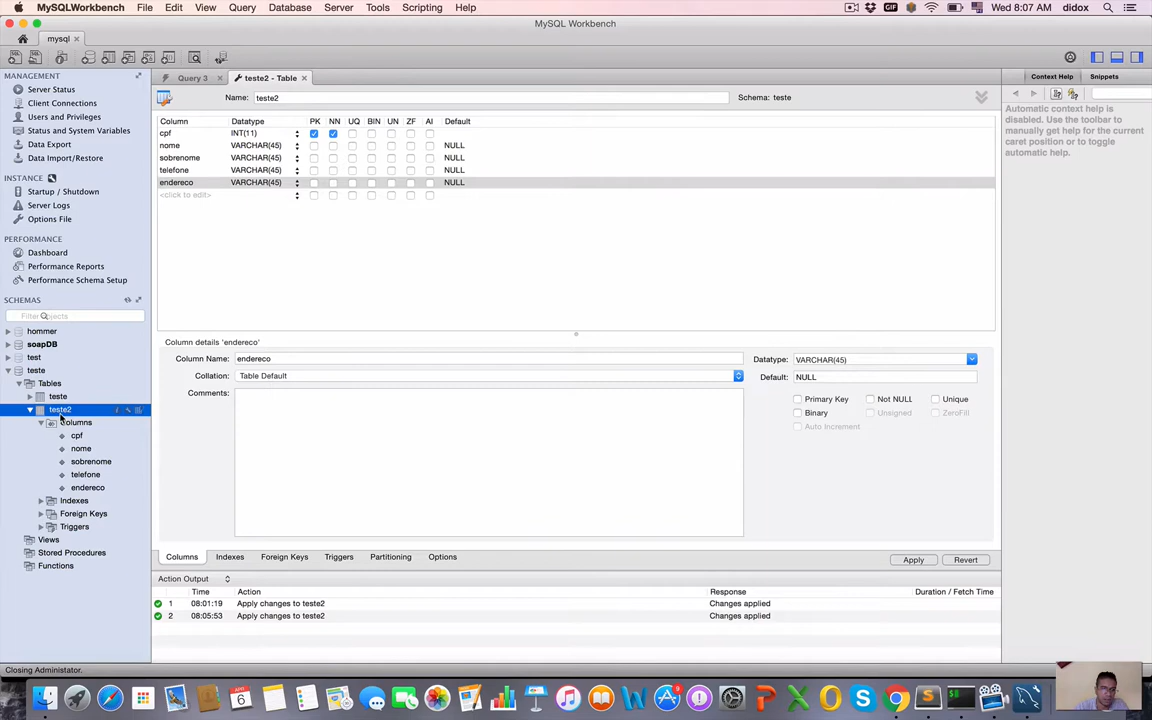 MySQLWorkbench File Edit View Query Database Server Tools Scripting Help GIF Wed 8:07 AM didox
MySQL Workbench
mysql
MANAGEMENT
Server Status
Client Connections
Users and Privileges
Status and System Variables
Data Export
Data Import/Restore
INSTANCE
Startup / Shutdown
Server Logs
Options File
PERFORMANCE
Dashboard
Performance Reports
Performance Schema Setup
SCHEMAS
Filter objects
hommer
soapDB
test
teste
Tables
teste
teste2
Columns
cpf
nome
sobrenome
telefone
endereco
Indexes
Foreign Keys
Triggers
Views
Stored Procedures
Functions
Query 3 teste2 - Table
Name: teste2 Schema: teste
Column Datatype PK NN UQ BIN UN ZF AI Default
cpf INT(11)
nome VARCHAR(45) NULL
sobrenome VARCHAR(45) NULL
telefone VARCHAR(45) NULL
endereco VARCHAR(45) NULL
<click to edit>
Column details 'endereco'
Column Name: endereco Datatype: VARCHAR(45)
Collation: Table Default Default: NULL
Comments: Primary Key Not NULL Unique
Binary Unsigned ZeroFill
Auto Increment
Columns Indexes Foreign Keys Triggers Partitioning Options Apply Revert
Action Output
Time Action Response Duration / Fetch Time
1 08:01:19 Apply changes to teste2 Changes applied
2 08:05:53 Apply changes to teste2 Changes applied
Context Help Snippets
Automatic context help is
disabled. Use the toolbar to
manually get help for the current
caret position or to toggle
automatic help.
Closing Administator.